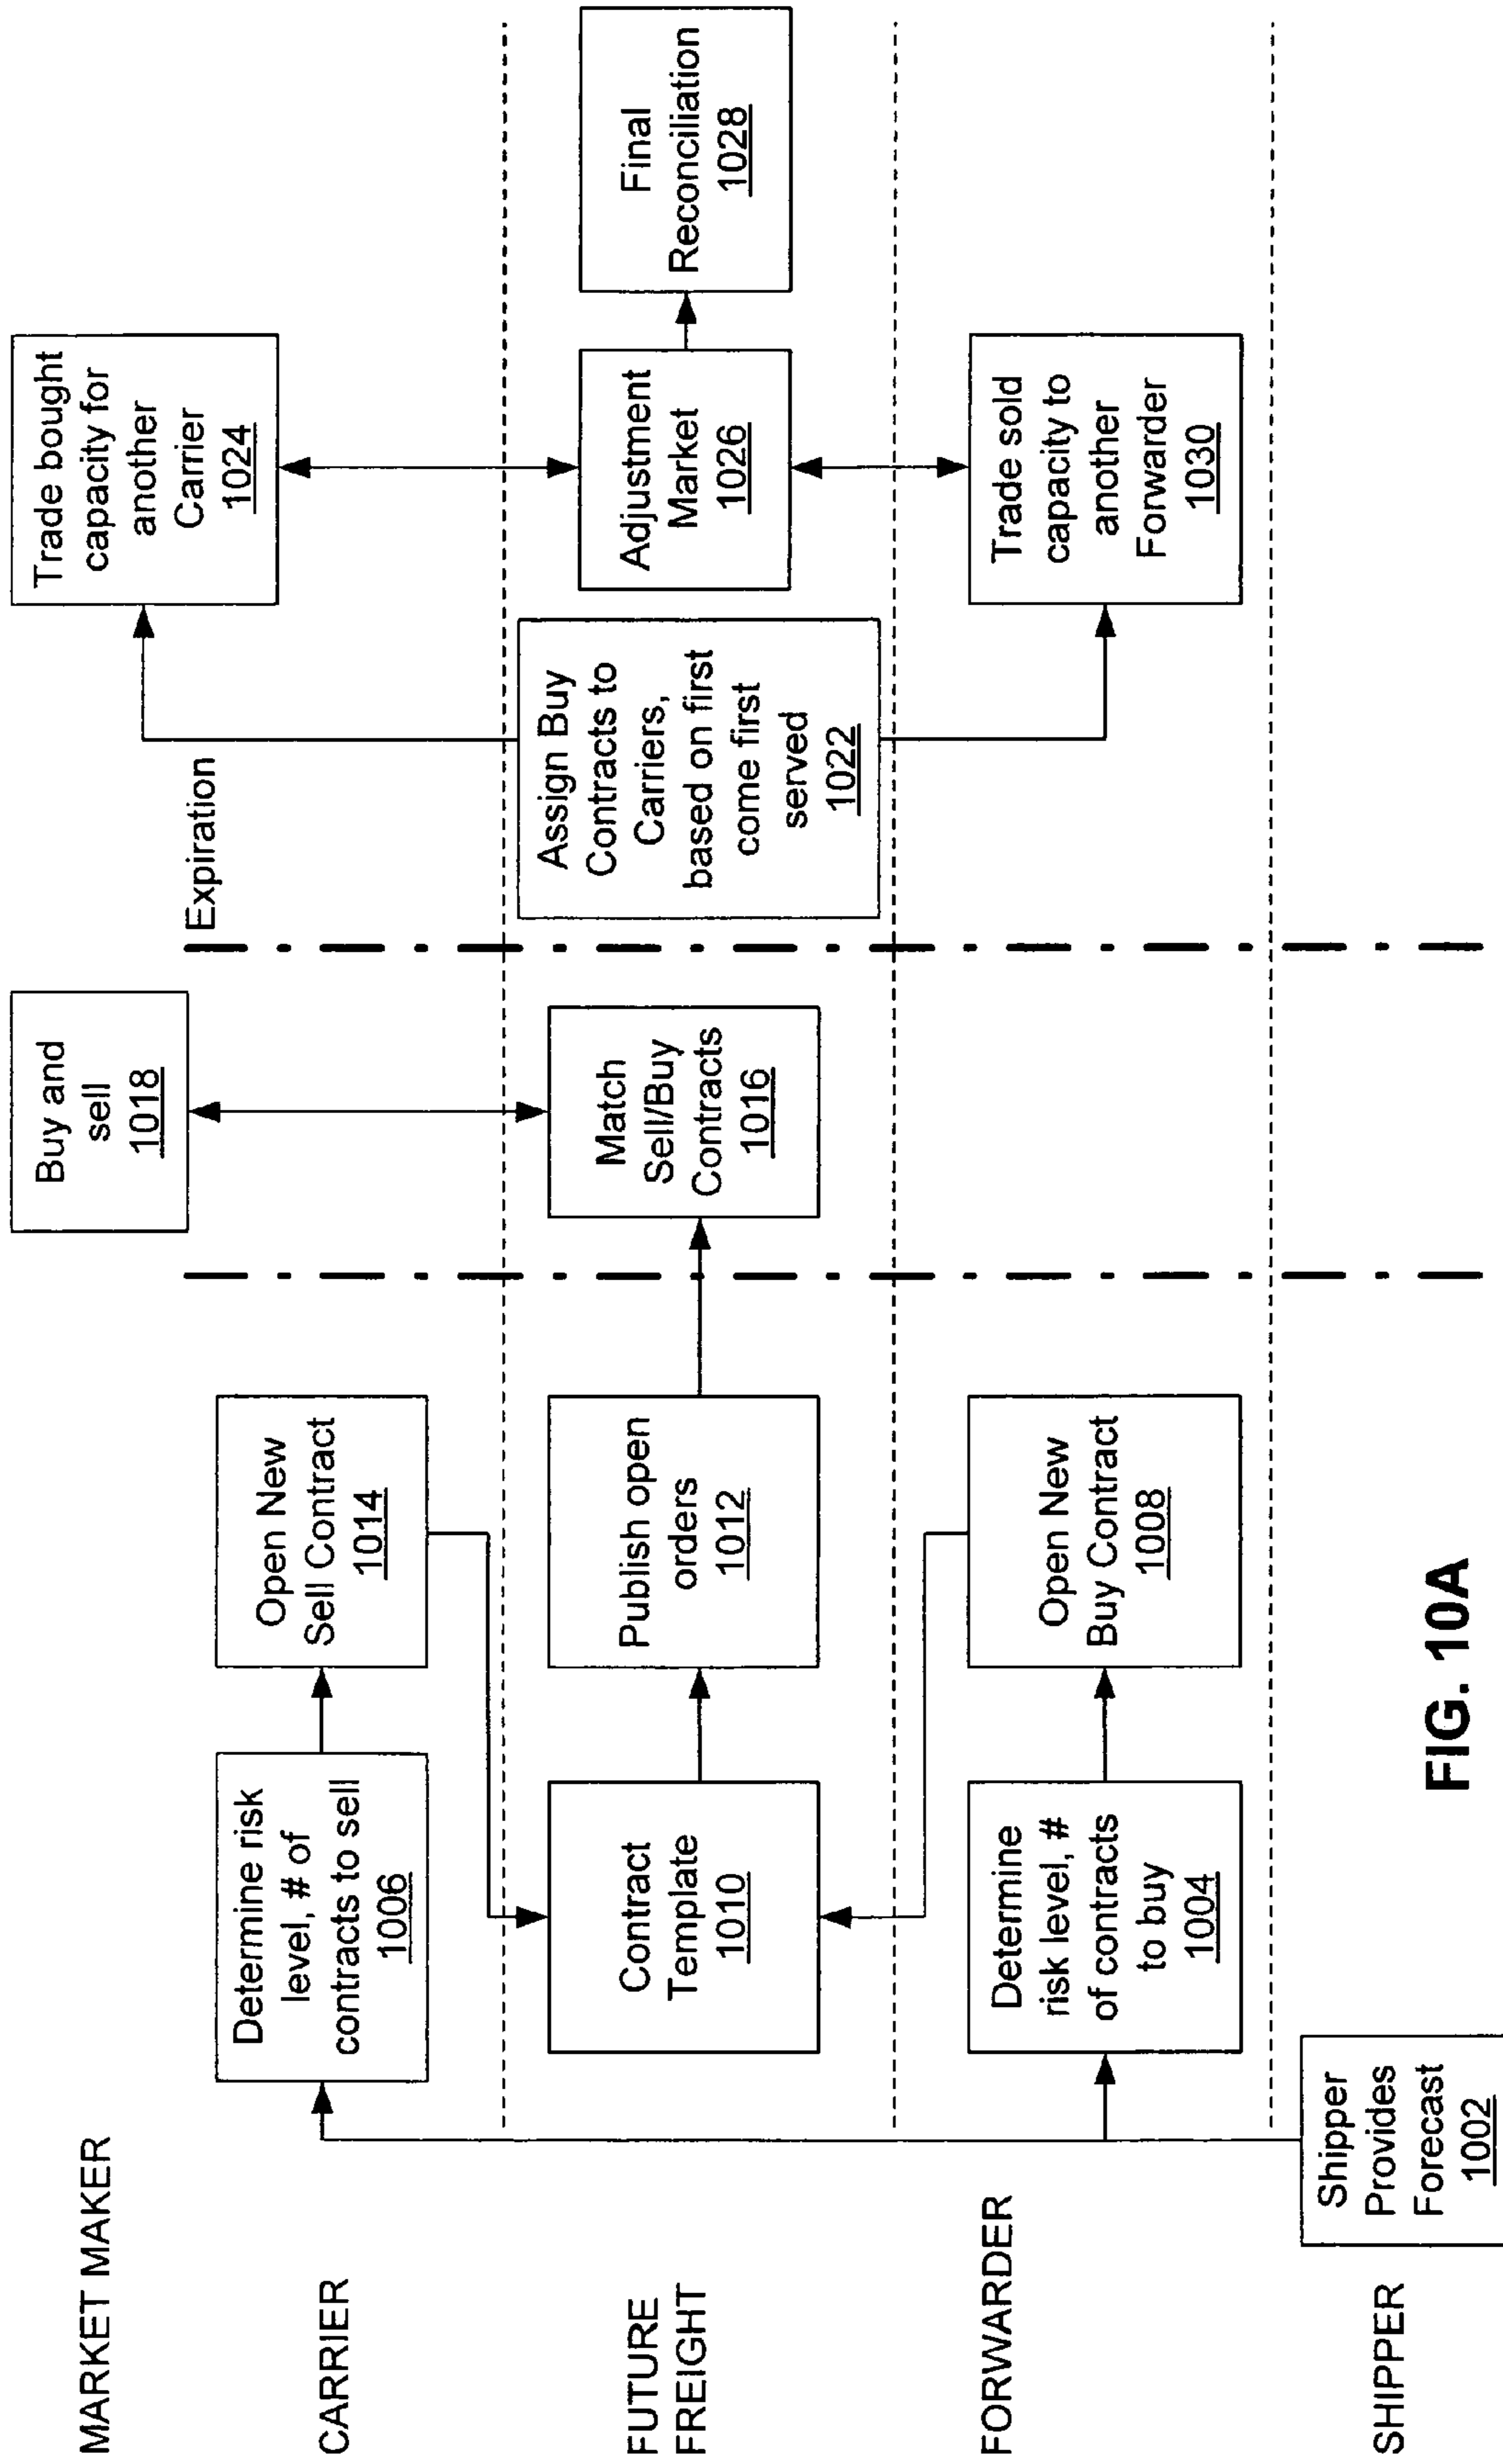 MARKET MAKER
Buy and
sell
1018
Expiration
Trade bought
capacity for
another
Carrier
1024
CARRIER
Determine risk
level, # of
contracts to sell
1006
Open New
Sell Contract
1014
FUTURE
FREIGHT
Contract
Template
1010
Publish open
orders
1012
Match
Sell/Buy
Contracts
1016
Assign Buy
Contracts to
Carriers,
based on first
come first
served
1022
Adjustment
Market
1026
Final
Reconciliation
1028
FORWARDER
Determine
risk level, #
of contracts
to buy
1004
Open New
Buy Contract
1008
Trade sold
capacity to
another
Forwarder
1030
SHIPPER
Shipper
Provides
Forecast
1002
FIG. 10A